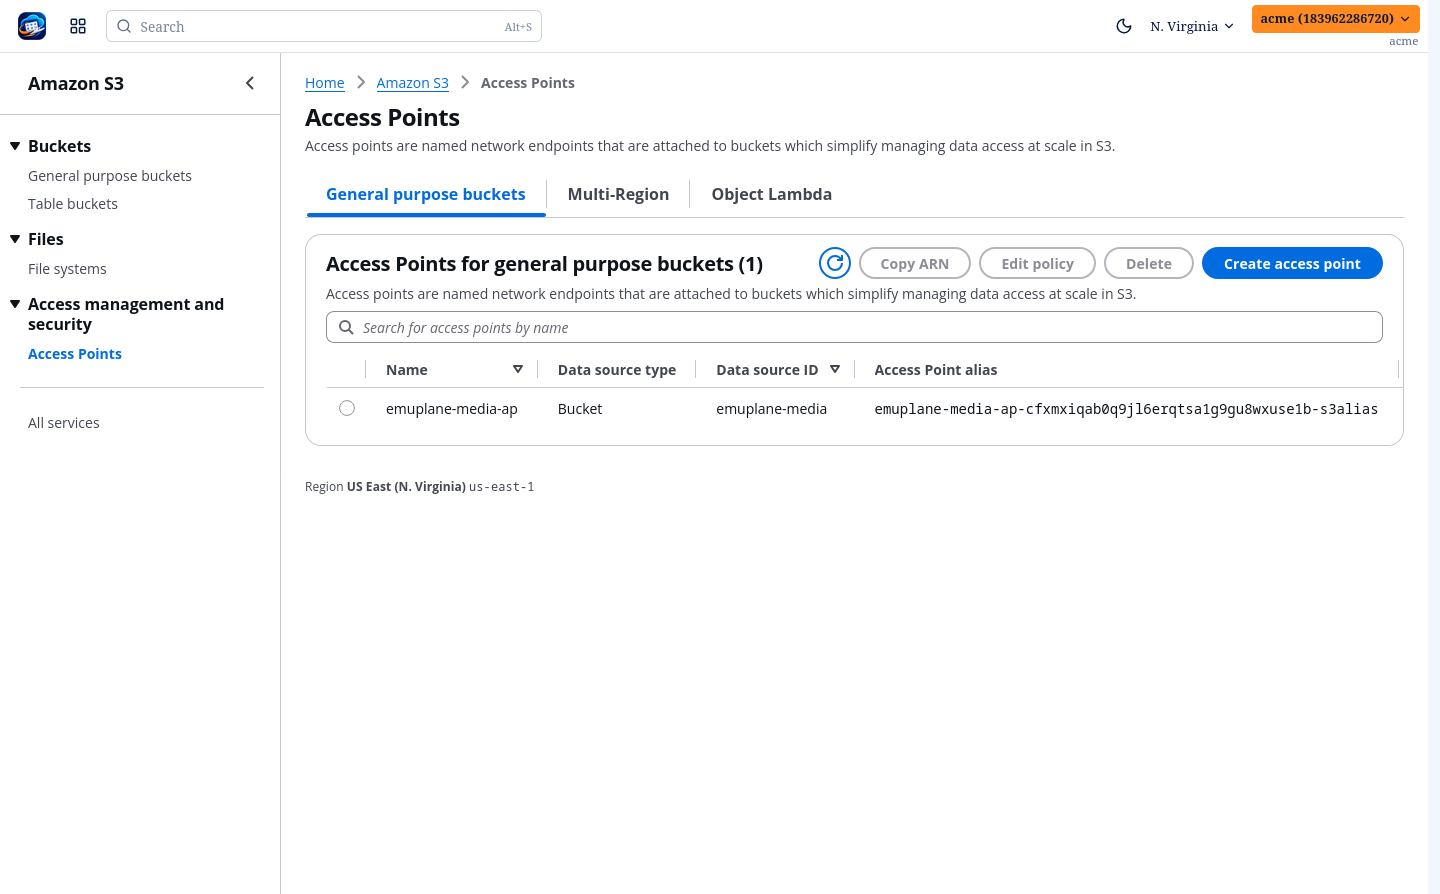 Search
Alt+S
N. Virginia
acme (183962286720)
acme
Amazon S3
Buckets
General purpose buckets
Table buckets
Files
File systems
Access management and
security
Access Points
All services
Home
Amazon S3
Access Points
Access Points
Access points are named network endpoints that are attached to buckets which simplify managing data access at scale in S3.
General purpose buckets
Multi-Region
Object Lambda
Access Points for general purpose buckets (1)
Copy ARN
Edit policy
Delete
Create access point
Access points are named network endpoints that are attached to buckets which simplify managing data access at scale in S3.
Search for access points by name
Name
Data source type
Data source ID
Access Point alias
emuplane-media-ap
Bucket
emuplane-media
emuplane-media-ap-cfxmxiqab0q9jl6erqtsa1g9gu8wxuse1b-s3alias
Region US East (N. Virginia) us-east-1